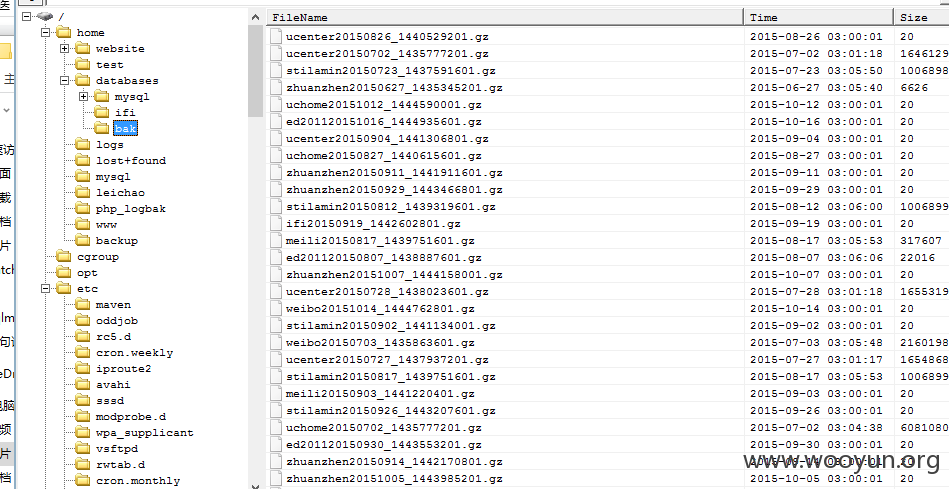 /
home
website
test
databases
mysql
ifi
bak
logs
lost+found
mysql
leichao
php_logbak
www
backup
cgroup
opt
etc
maven
oddjob
rc5.d
cron.weekly
iproute2
avahi
sssd
modprobe.d
wpa_supplicant
vsftpd
rwtab.d
cron.monthly
FileName Time Size
ucenter20150826_1440529201.gz 2015-08-26 03:00:01 20
ucenter20150702_1435777201.gz 2015-07-02 03:01:18 1646129
stilamin20150723_1437591601.gz 2015-07-23 03:05:50 1006898
zhuanzhen20150627_1435345201.gz 2015-06-27 03:05:40 6626
uchome20151012_1444590001.gz 2015-10-12 03:00:01 20
ed201120151016_1444935601.gz 2015-10-16 03:00:01 20
ucenter20150904_1441306801.gz 2015-09-04 03:00:01 20
uchome20150827_1440615601.gz 2015-08-27 03:00:01 20
zhuanzhen20150911_1441911601.gz 2015-09-11 03:00:01 20
zhuanzhen20150929_1443466801.gz 2015-09-29 03:00:01 20
stilamin20150812_1439319601.gz 2015-08-12 03:06:00 1006899
ifi20150919_1442602801.gz 2015-09-19 03:00:01 20
meili20150817_1439751601.gz 2015-08-17 03:05:53 317607
ed201120150807_1438887601.gz 2015-08-07 03:06:06 22016
zhuanzhen20151007_1444158001.gz 2015-10-07 03:00:01 20
ucenter20150728_1438023601.gz 2015-07-28 03:01:18 1655319
weibo20151014_1444762801.gz 2015-10-14 03:00:01 20
stilamin20150902_1441134001.gz 2015-09-02 03:00:01 20
weibo20150703_1435863601.gz 2015-07-03 03:05:48 2160198
ucenter20150727_1437937201.gz 2015-07-27 03:01:17 1654868
stilamin20150817_1439751601.gz 2015-08-17 03:05:53 1006899
meili20150903_1441220401.gz 2015-09-03 03:00:01 20
stilamin20150926_1443207601.gz 2015-09-26 03:00:01 20
uchome20150702_1435777201.gz 2015-07-02 03:04:38 6081080
ed201120150930_1443553201.gz 2015-09-30 03:00:01 20
zhuanzhen20150914_1442170801.gz 2015-09-14 03:00:01 20
zhuanzhen20151005_1443985201.gz 2015-10-05 03:00:01 20
www.wooyun.org